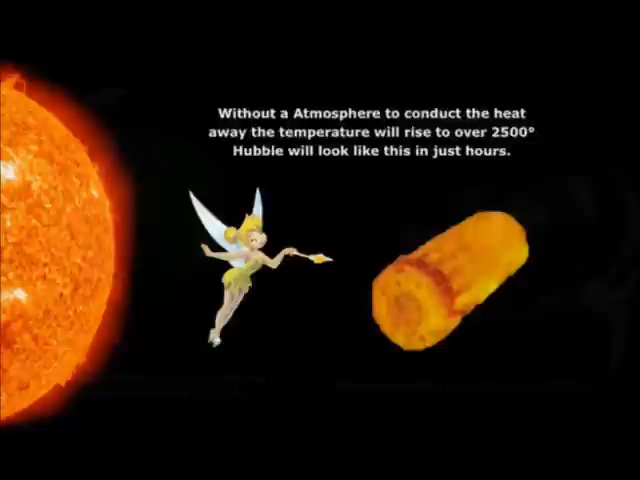 Without a Atmosphere to conduct the heat
away the temperature will rise to over 2500°
Hubble will look like this in just hours.